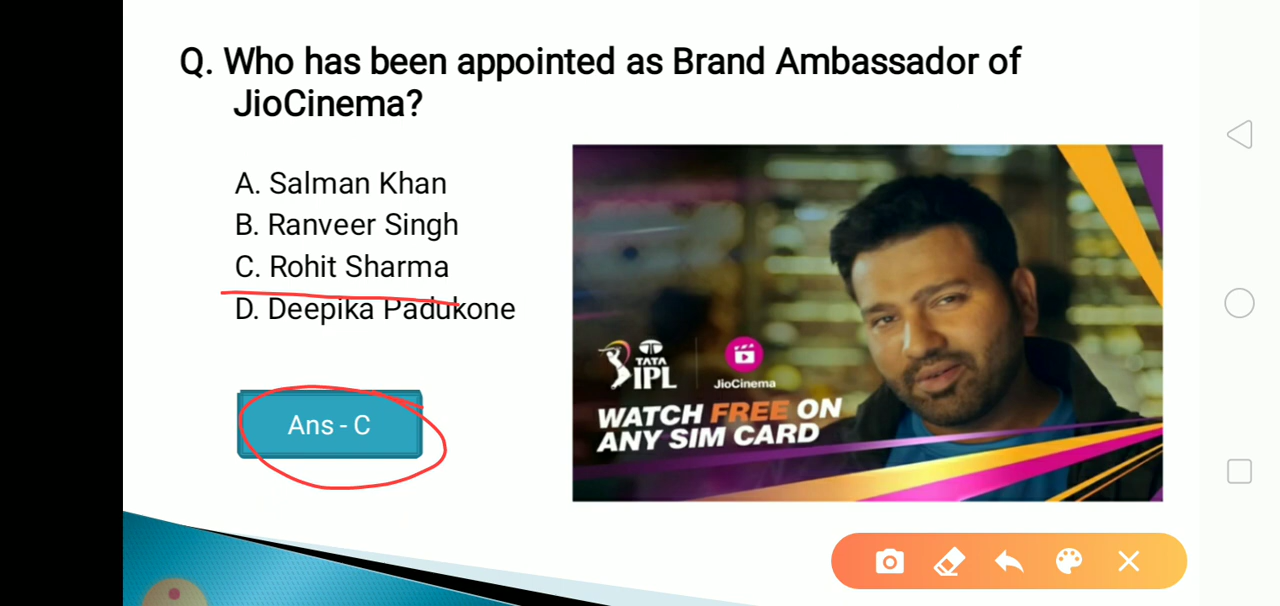 Q. Who has been appointed as Brand Ambassador of
JioCinema?
A. Salman Khan
B. Ranveer Singh
C. Rohit Sharma
D. Deepika Padukone
Ans - C
TATA
IPL
JioCinema
WATCH FREE ON
ANY SIM CARD